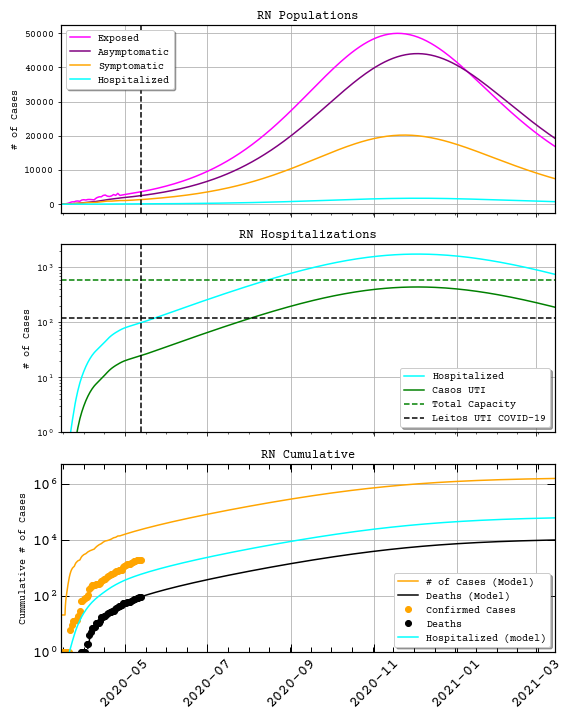 RN Populations
# of Cases
50000
40000
30000
20000
10000
0
Exposed
Asymptomatic
Symptomatic
Hospitalized
RN Hospitalizations
# of Cases
10³
10²
10¹
10⁰
Hospitalized
Casos UTI
Total Capacity
Leitos UTI COVID-19
RN Cumulative
Cummulative # of Cases
10⁶
10⁴
10²
10⁰
# of Cases (Model)
Deaths (Model)
Confirmed Cases
Deaths
Hospitalized (model)
2020-05
2020-07
2020-09
2020-11
2021-01
2021-03